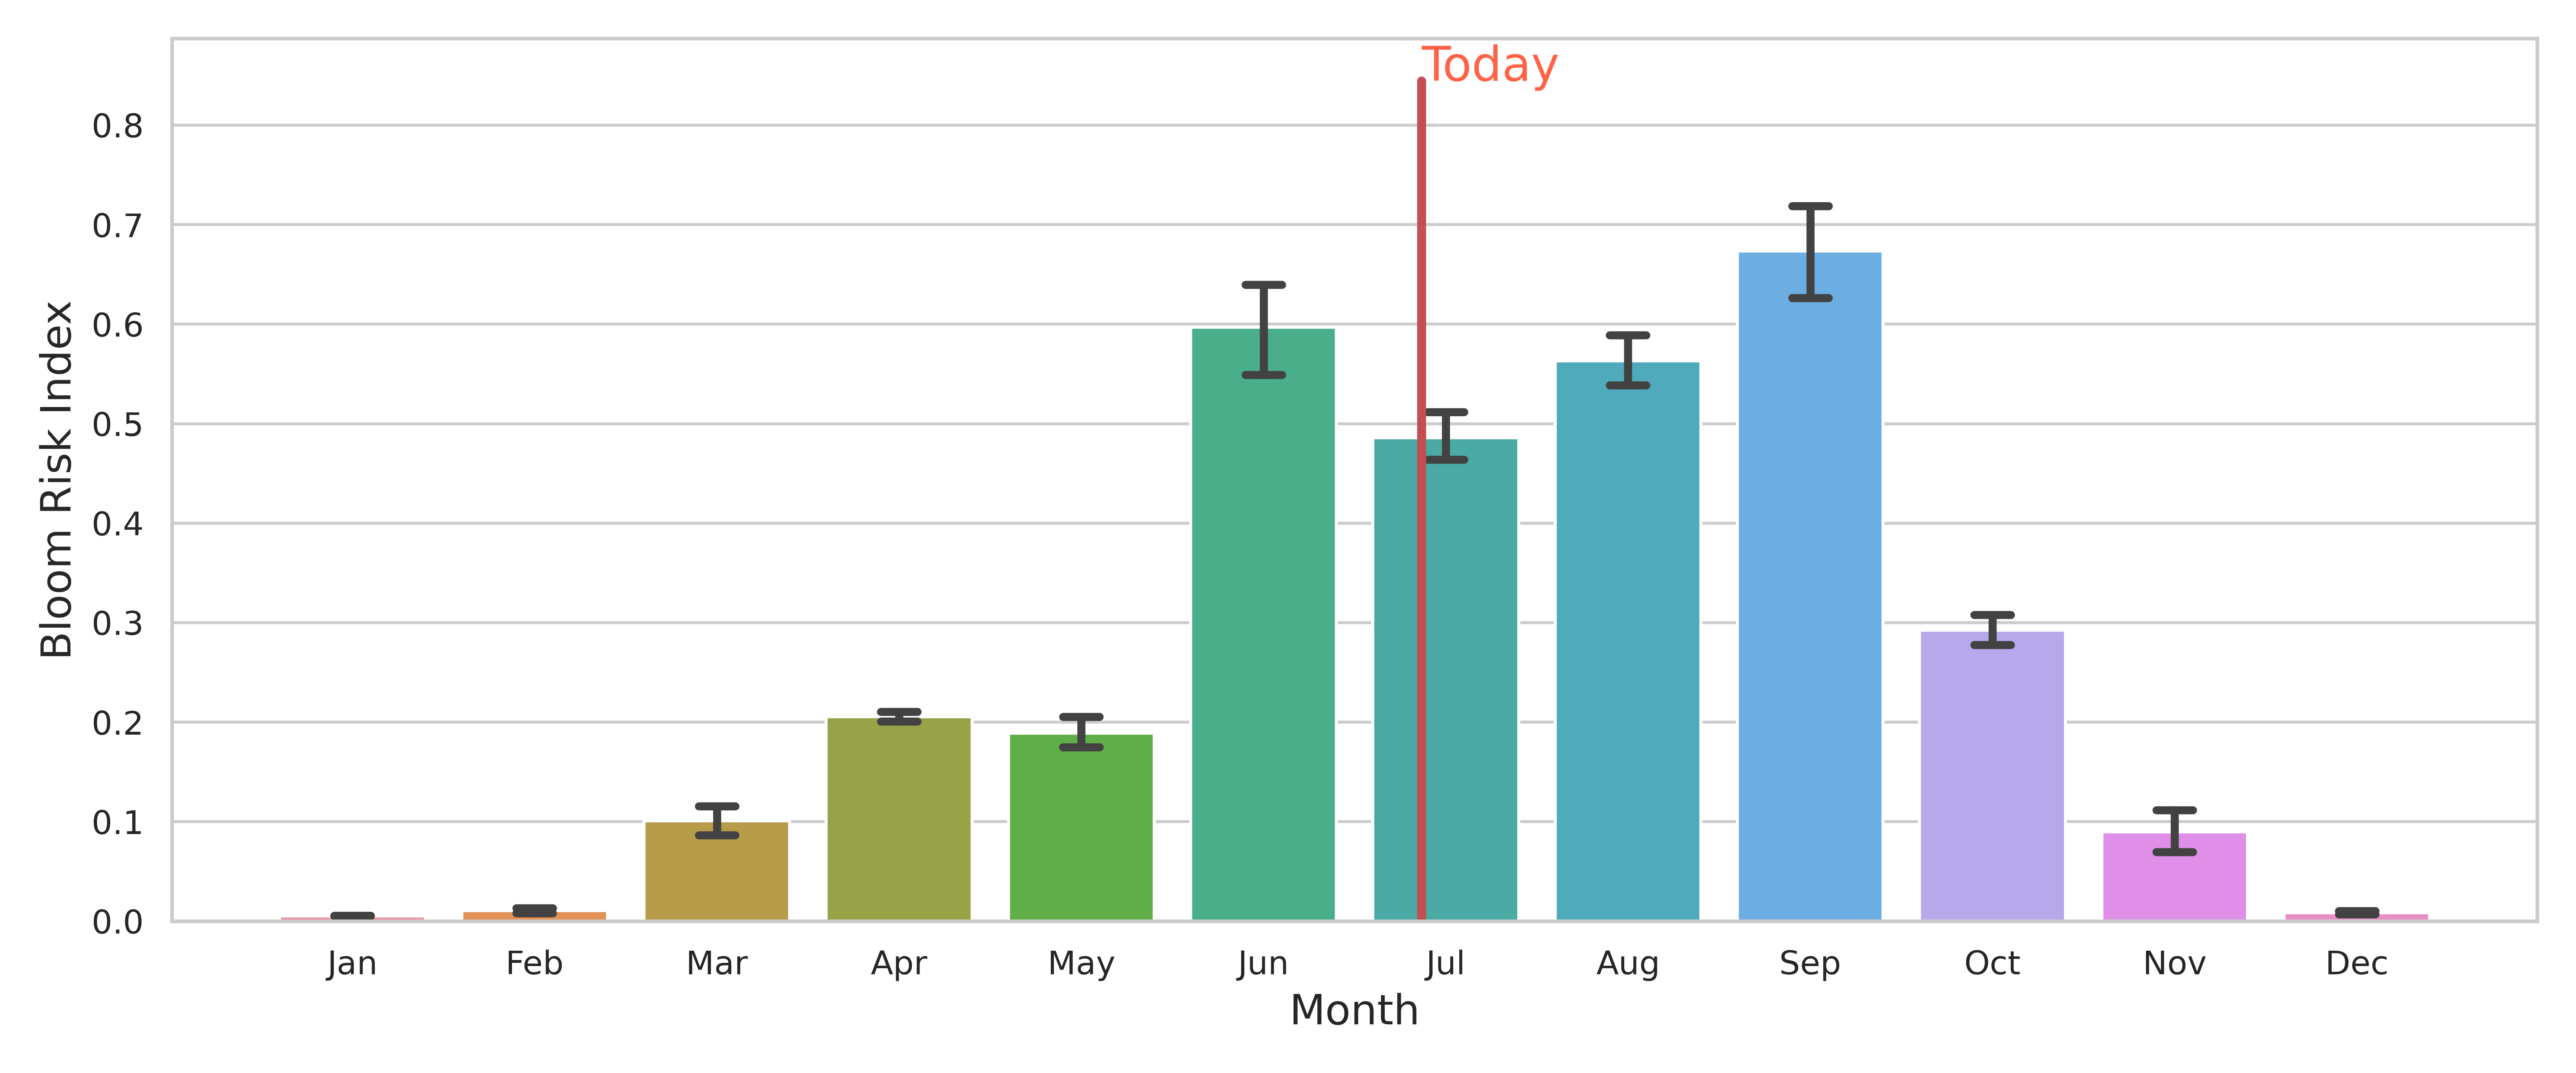 Today
0.8
0.7
0.6
0.5
0.4
0.3
0.2
0.1
0.0
Bloom Risk Index
Jan Feb Mar Apr May Jun Jul Aug Sep Oct Nov Dec
Month